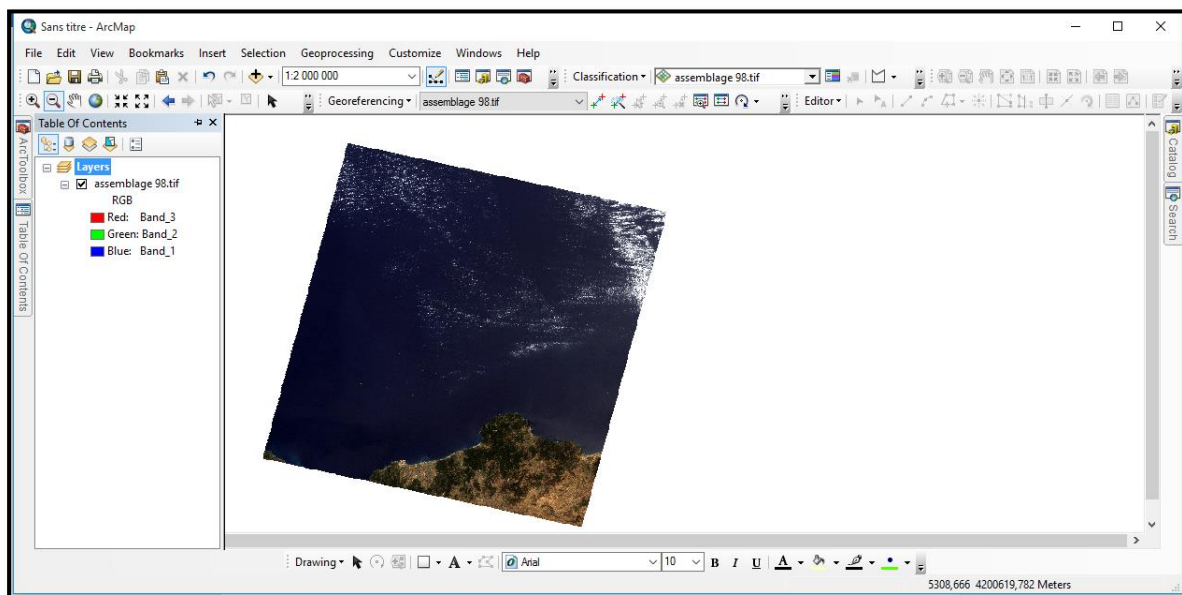 Sans titre - ArcMap
File Edit View Bookmarks Insert Selection Geoprocessing Customize Windows Help
1:2 000 000 Classification assemblage 98.tif
Georeferencing assemblage 98.tif Editor
Table Of Contents
Layers
assemblage 98.tif
RGB
Red: Band_3
Green: Band_2
Blue: Band_1
ArcToolbox
Table Of Contents
Catalog
Search
Drawing A Arial 10 B I U A
5308,666 4200619,782 Meters